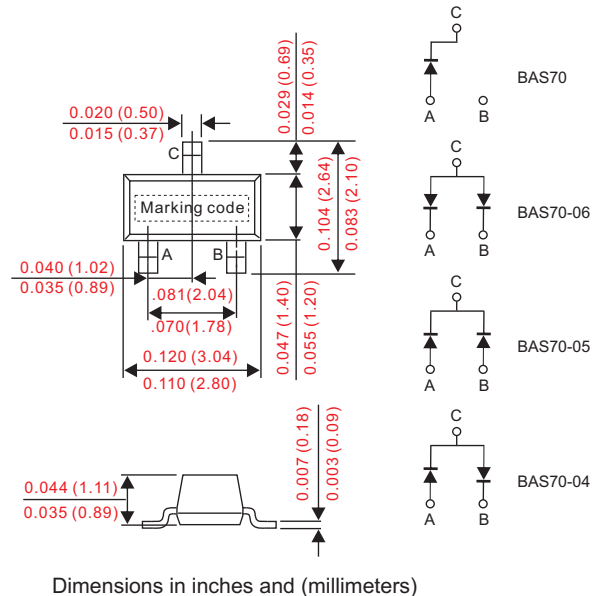 0.020 (0.50)
0.015 (0.37)
C
0.029 (0.69)
0.014 (0.35)
Marking code
0.104 (2.64)
0.083 (2.10)
A
B
0.040 (1.02)
0.035 (0.89)
.081(2.04)
.070(1.78)
0.047 (1.40)
0.055 (1.20)
0.120 (3.04)
0.110 (2.80)
0.044 (1.11)
0.035 (0.89)
0.007 (0.18)
0.003 (0.09)
C
BAS70
A
B
C
BAS70-06
A
B
C
BAS70-05
A
B
C
BAS70-04
A
B
Dimensions in inches and (millimeters)